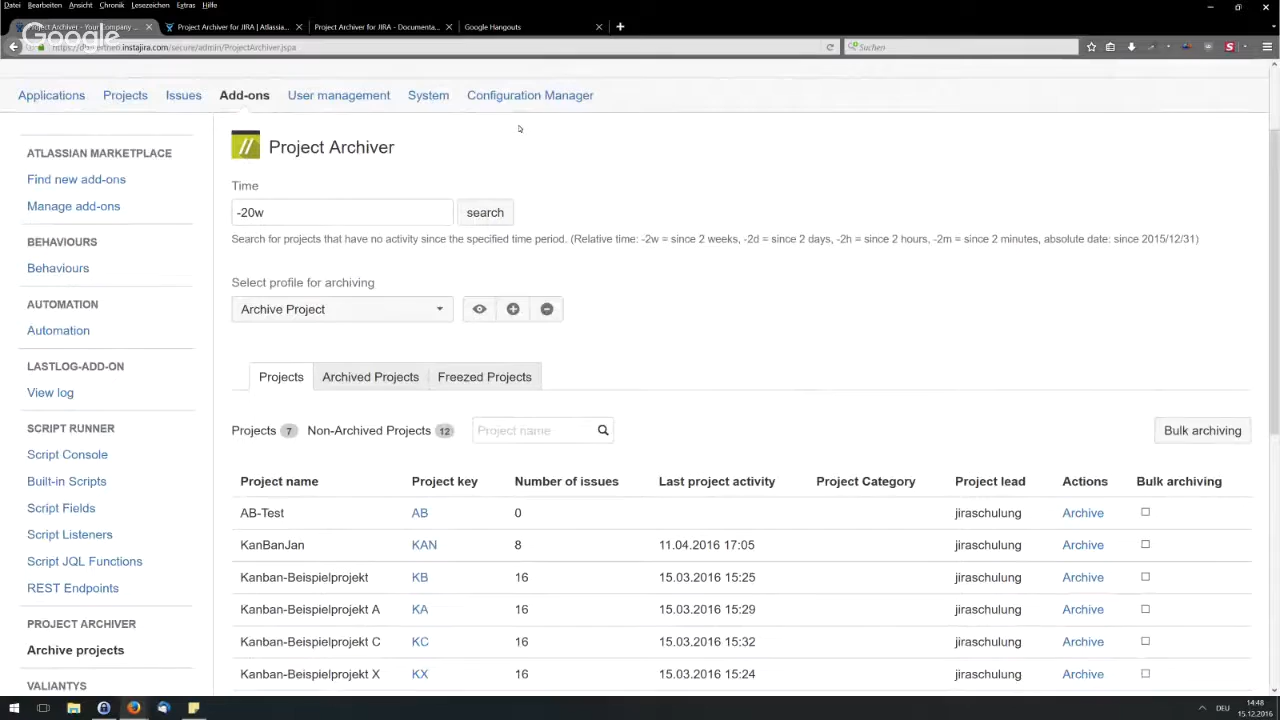 Datei Bearbeiten Ansicht Chronik Lesezeichen Extras Hilfe
Project Archiver - Your Company ... Project Archiver for JIRA | Atlassian... Project Archiver for JIRA - Documenta... Google Hangouts
Google
instajira.com/secure/admin/ProjectArchiver.jspa Suchen
Applications Projects Issues Add-ons User management System Configuration Manager
ATLASSIAN MARKETPLACE
Find new add-ons
Manage add-ons
BEHAVIOURS
Behaviours
AUTOMATION
Automation
LASTLOG-ADD-ON
View log
SCRIPT RUNNER
Script Console
Built-in Scripts
Script Fields
Script Listeners
Script JQL Functions
REST Endpoints
PROJECT ARCHIVER
Archive projects
VALIANTYS
Project Archiver
Time
-20w search
Search for projects that have no activity since the specified time period. (Relative time: -2w = since 2 weeks, -2d = since 2 days, -2h = since 2 hours, -2m = since 2 minutes, absolute date: since 2015/12/31)
Select profile for archiving
Archive Project
Projects Archived Projects Freezed Projects
Projects 7 Non-Archived Projects 12 Project name Bulk archiving
Project name Project key Number of issues Last project activity Project Category Project lead Actions Bulk archiving
AB-Test AB 0 jiraschulung Archive
KanBanJan KAN 8 11.04.2016 17:05 jiraschulung Archive
Kanban-Beispielprojekt KB 16 15.03.2016 15:25 jiraschulung Archive
Kanban-Beispielprojekt A KA 16 15.03.2016 15:29 jiraschulung Archive
Kanban-Beispielprojekt C KC 16 15.03.2016 15:32 jiraschulung Archive
Kanban-Beispielprojekt X KX 16 15.03.2016 15:24 jiraschulung Archive
DEU 14:48
15.12.2016